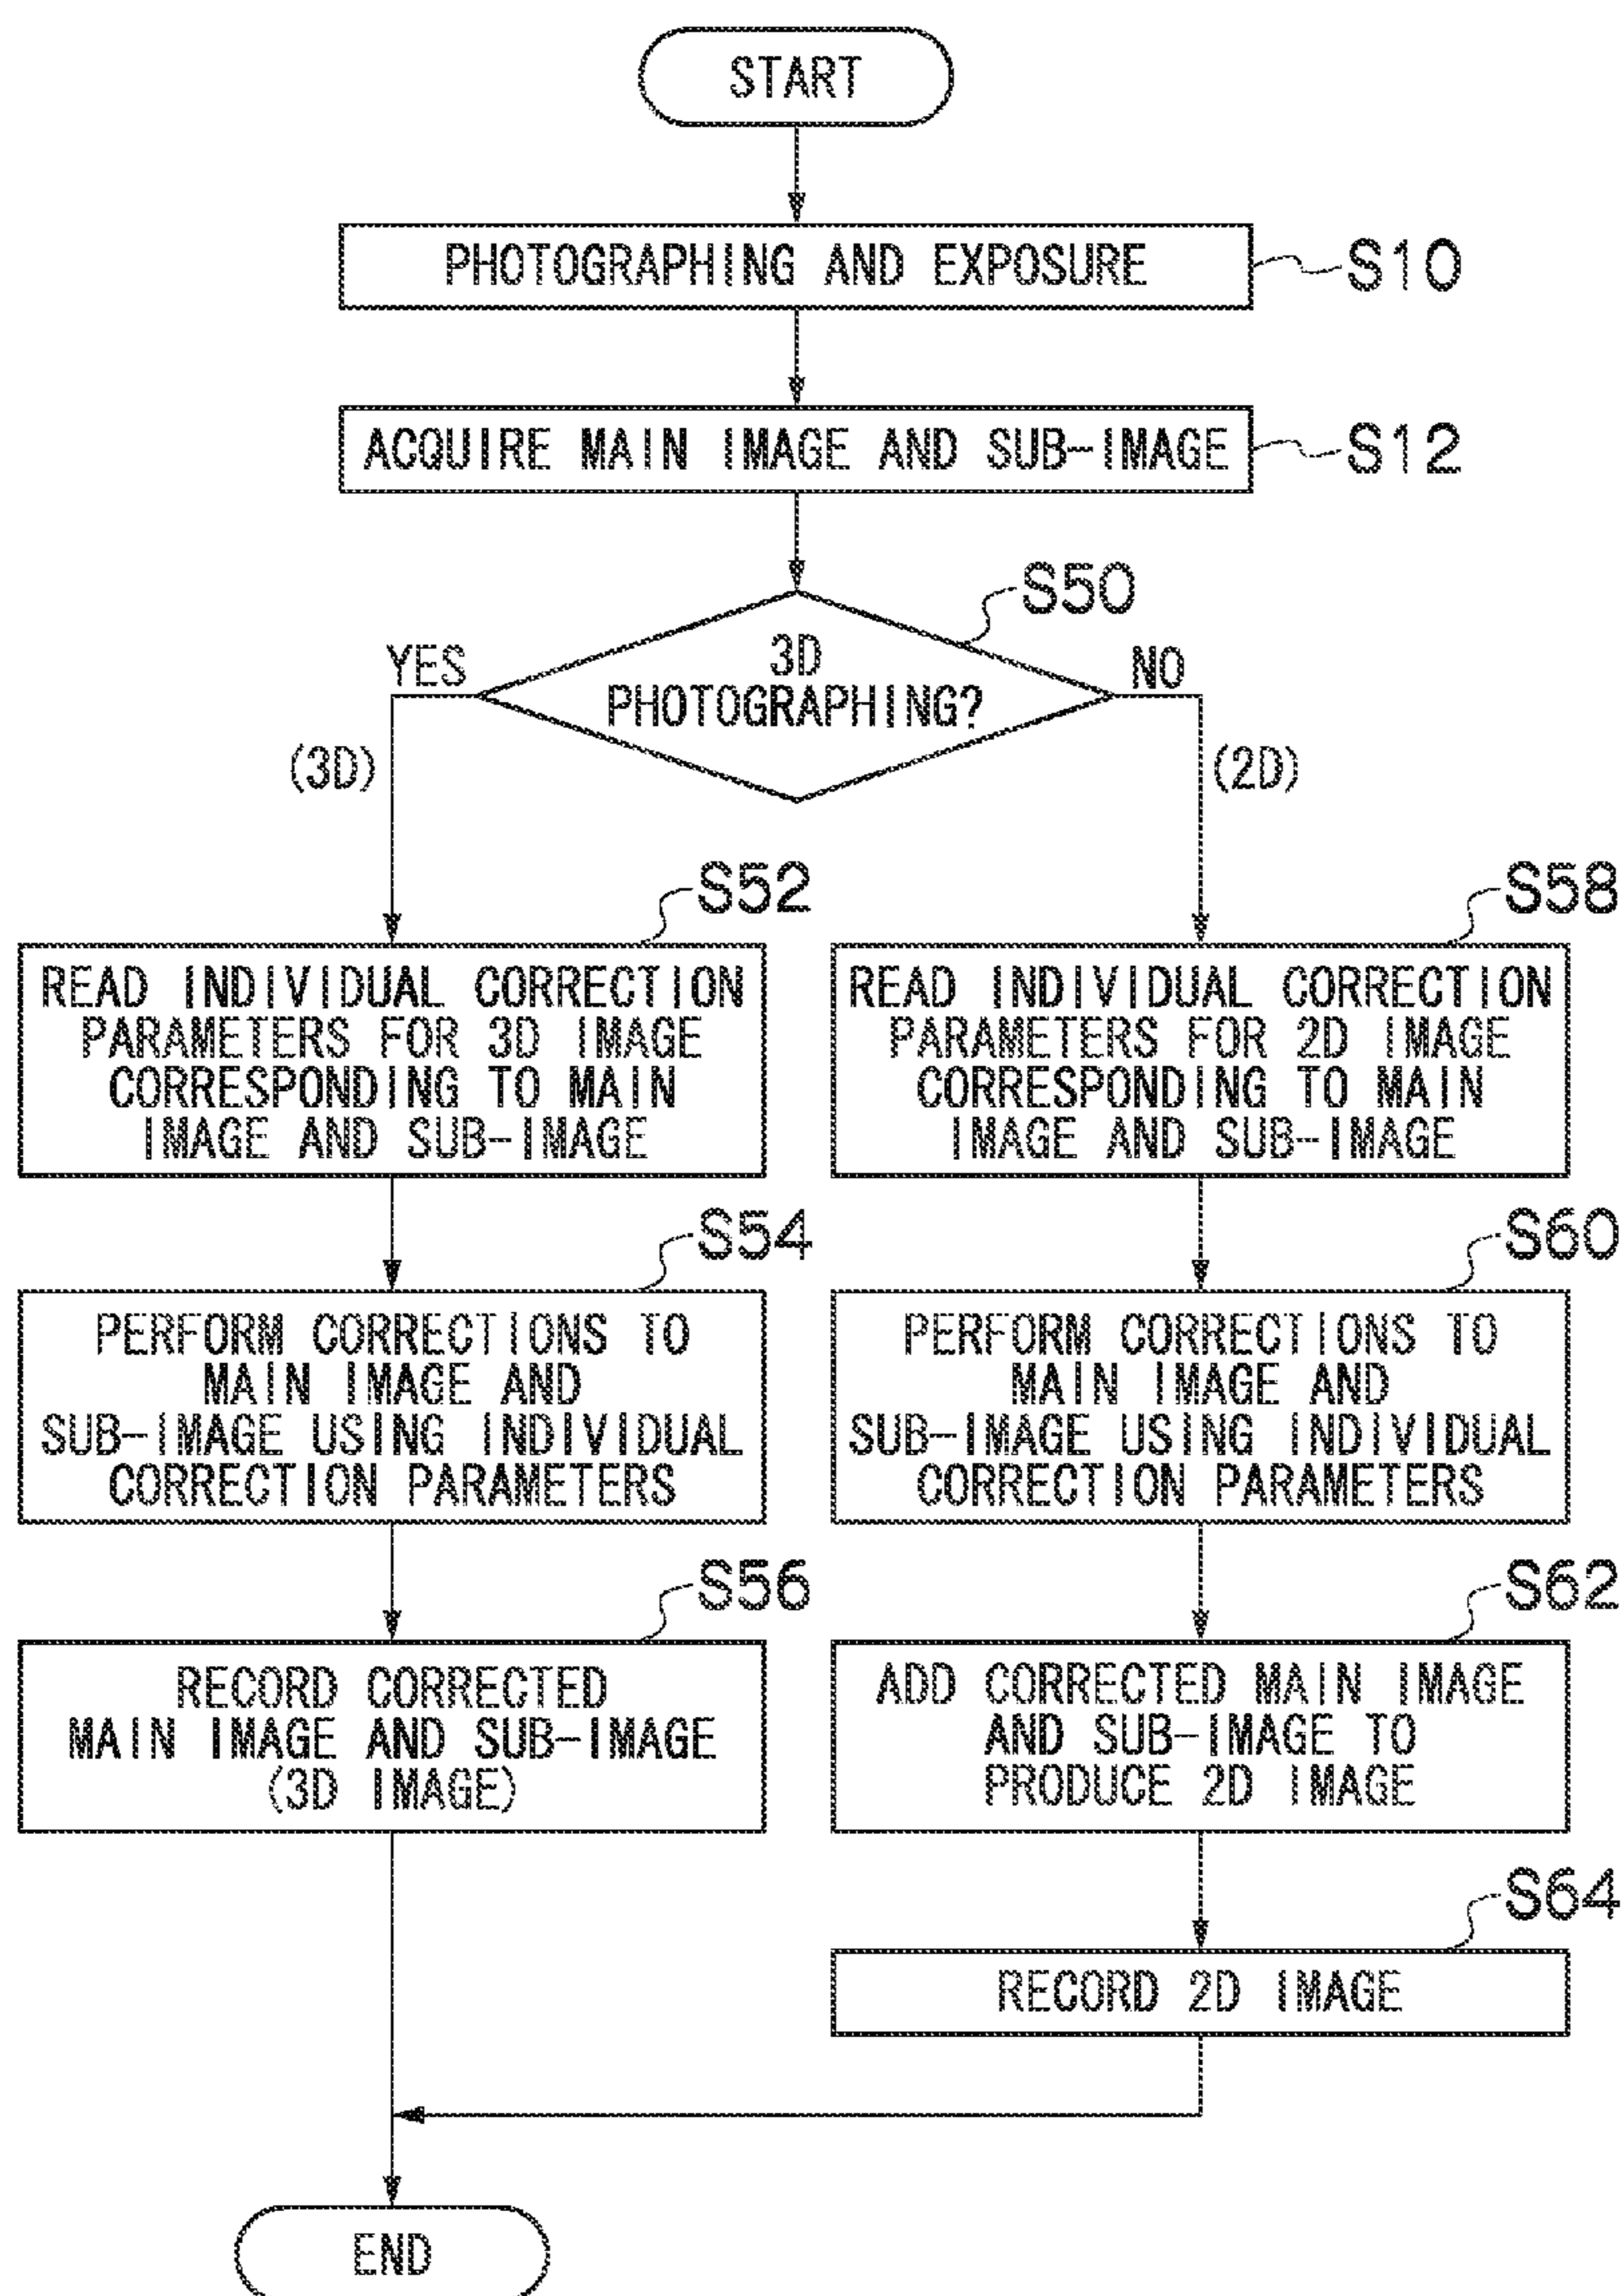 START
PHOTOGRAPHING AND EXPOSURE
S10
ACQUIRE MAIN IMAGE AND SUB-IMAGE
S12
S50
3D
PHOTOGRAPHING?
YES
NO
(3D)
(2D)
S52
READ INDIVIDUAL CORRECTION
PARAMETERS FOR 3D IMAGE
CORRESPONDING TO MAIN
IMAGE AND SUB-IMAGE
S54
PERFORM CORRECTIONS TO
MAIN IMAGE AND
SUB-IMAGE USING INDIVIDUAL
CORRECTION PARAMETERS
S56
RECORD CORRECTED
MAIN IMAGE AND SUB-IMAGE
(3D IMAGE)
S58
READ INDIVIDUAL CORRECTION
PARAMETERS FOR 2D IMAGE
CORRESPONDING TO MAIN
IMAGE AND SUB-IMAGE
S60
PERFORM CORRECTIONS TO
MAIN IMAGE AND
SUB-IMAGE USING INDIVIDUAL
CORRECTION PARAMETERS
S62
ADD CORRECTED MAIN IMAGE
AND SUB-IMAGE TO
PRODUCE 2D IMAGE
S64
RECORD 2D IMAGE
END